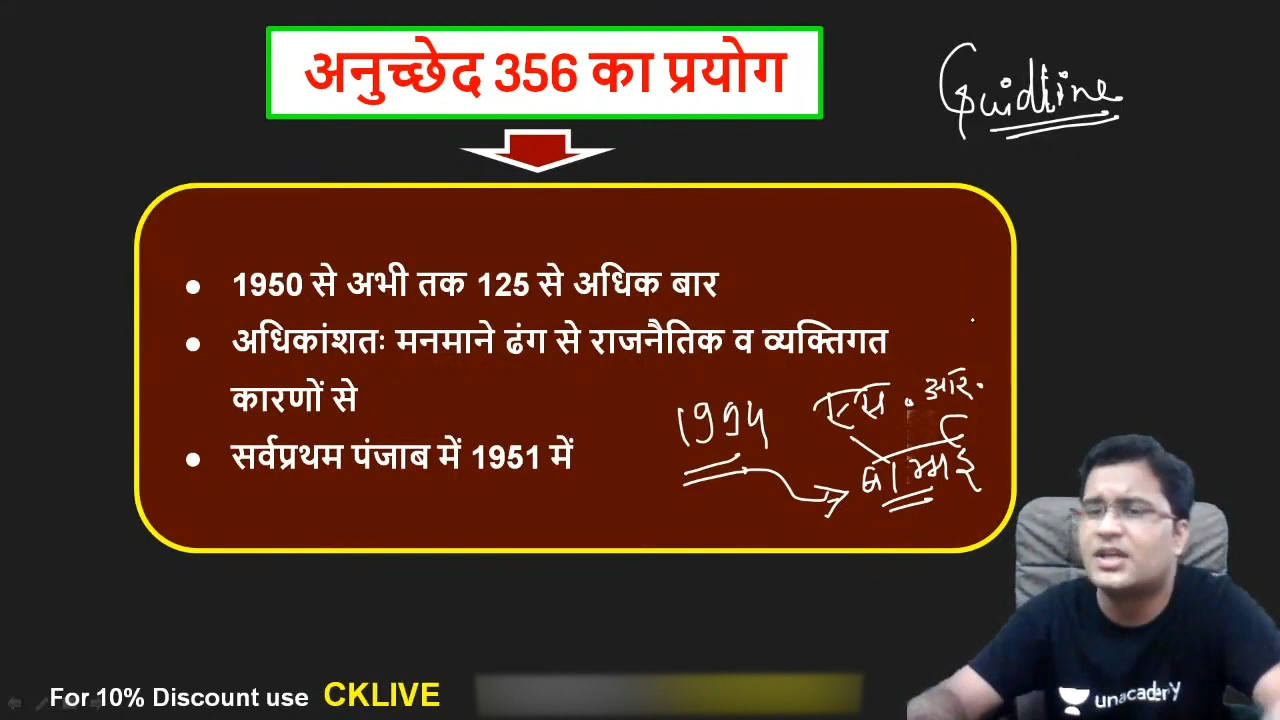 अनुच्छेद 356 का प्रयोग
Guidline
• 1950 से अभी तक 125 से अधिक बार
• अधिकांशतः मनमाने ढंग से राजनैतिक व व्यक्तिगत
कारणों से
• सर्वप्रथम पंजाब में 1951 में
1994 एस. आर.
बोम्मई
unacademy
For 10% Discount use CKLIVE